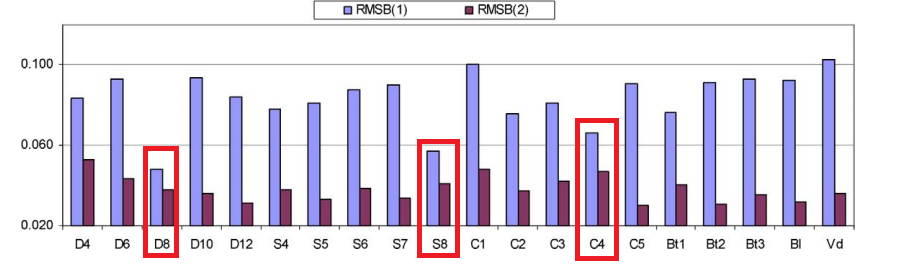 RMSB(1) RMSB(2)
0.100
0.060
0.020
D4 D6 D8 D10 D12 S4 S5 S6 S7 S8 C1 C2 C3 C4 C5 Bt1 Bt2 Bt3 Bl Vd